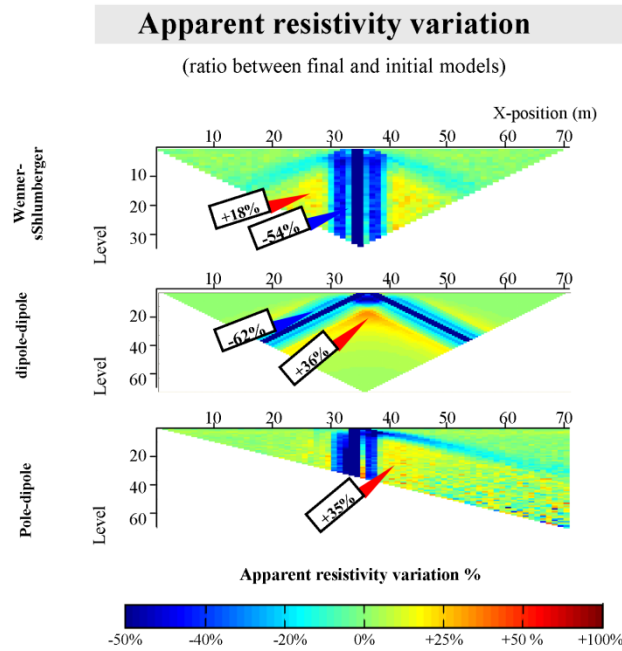 Apparent resistivity variation
(ratio between final and initial models)
X-position (m)
10 20 30 40 50 60 70
Wenner-
sShlumberger
Level
10
20
30
+18%
-54%
10 20 30 40 50 60 70
dipole-dipole
Level
20
40
60
-62%
+36%
10 20 30 40 50 60 70
Pole-dipole
Level
20
40
60
+35%
Apparent resistivity variation %
-50% -40% -20% 0% +25% +50 % +100%